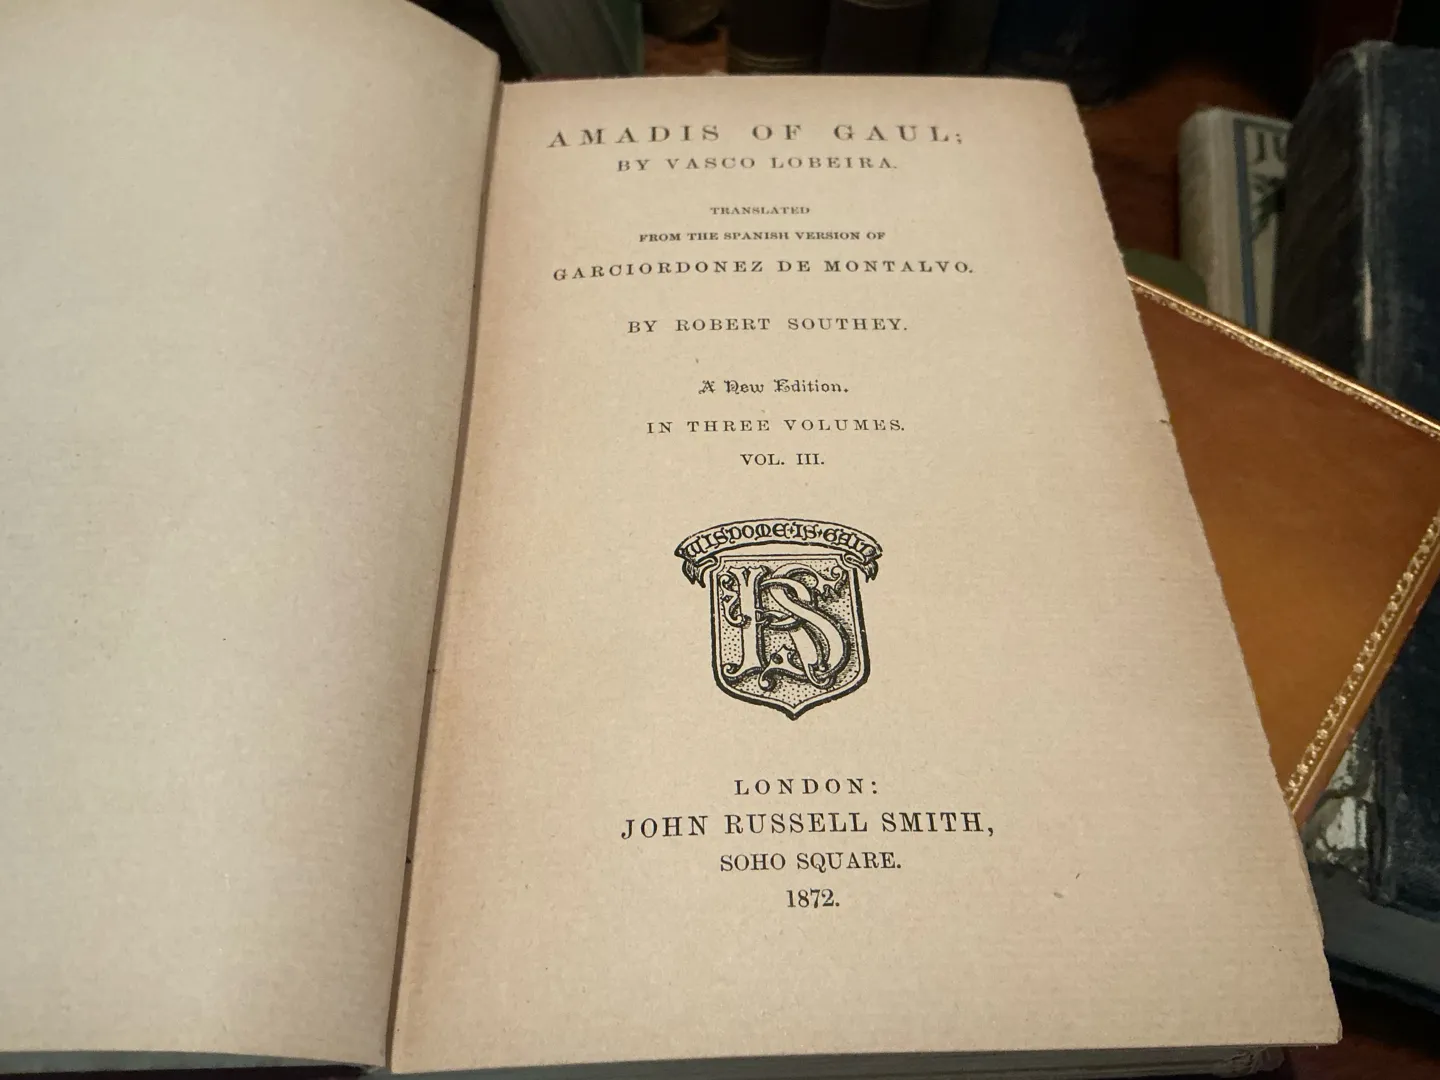 AMADIS OF GAUL;
BY VASCO LOBEIRA.
TRANSLATED
FROM THE SPANISH VERSION OF
GARCIORDONEZ DE MONTALVO.
BY ROBERT SOUTHEY.
A New Edition.
IN THREE VOLUMES.
VOL. III.
WISDOME·IS·GAIN
LONDON:
JOHN RUSSELL SMITH,
SOHO SQUARE.
1872.